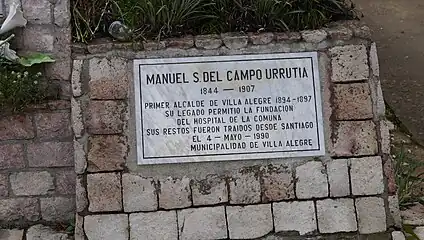 MANUEL S. DEL CAMPO URRUTIA
1844 — 1907
PRIMER ALCALDE DE VILLA ALEGRE 1894-1897
SU LEGADO PERMITIO LA FUNDACION
DEL HOSPITAL DE LA COMUNA
SUS RESTOS FUERON TRAIDOS DESDE SANTIAGO
EL 4 - MAYO - 1990
MUNICIPALIDAD DE VILLA ALEGRE